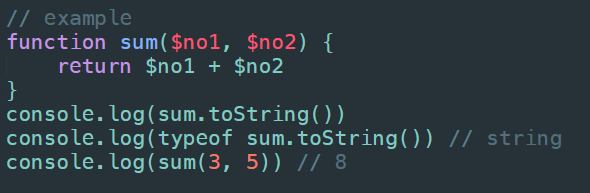 // example
function sum($no1, $no2) {
    return $no1 + $no2
}
console.log(sum.toString())
console.log(typeof sum.toString()) // string
console.log(sum(3, 5)) // 8